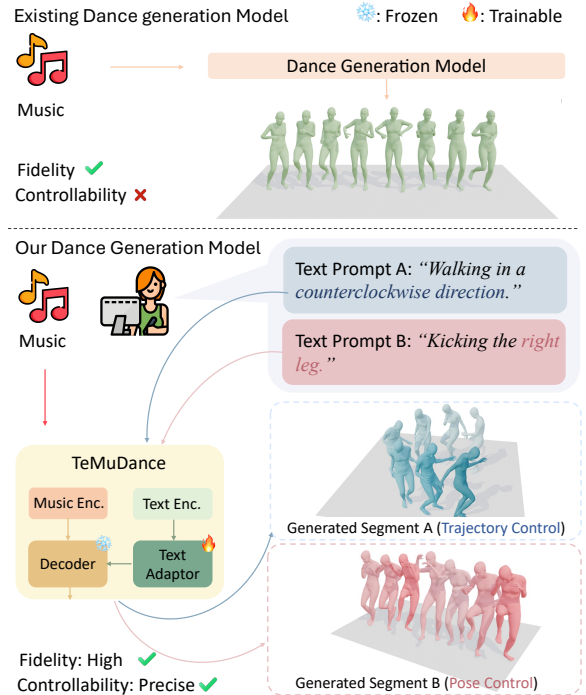 Existing Dance generation Model
: Frozen
: Trainable
Music
Dance Generation Model
Fidelity
Controllability
Our Dance Generation Model
Music
Text Prompt A: “Walking in a
counterclockwise direction.”
Text Prompt B: “Kicking the right
leg.”
TeMuDance
Music Enc.
Text Enc.
Decoder
Text
Adaptor
Generated Segment A (Trajectory Control)
Fidelity: High
Controllability: Precise
Generated Segment B (Pose Control)